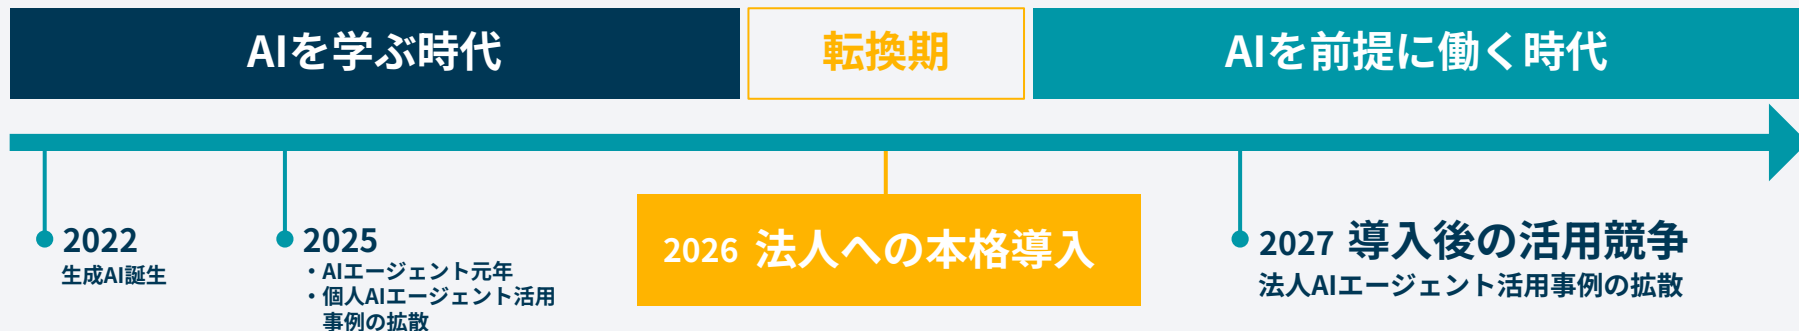 AIを学ぶ時代
転換期
AIを前提に働く時代
2022
生成AI誕生
2025
・AIエージェント元年
・個人AIエージェント活用
事例の拡散
2026 法人への本格導入
2027 導入後の活用競争
法人AIエージェント活用事例の拡散